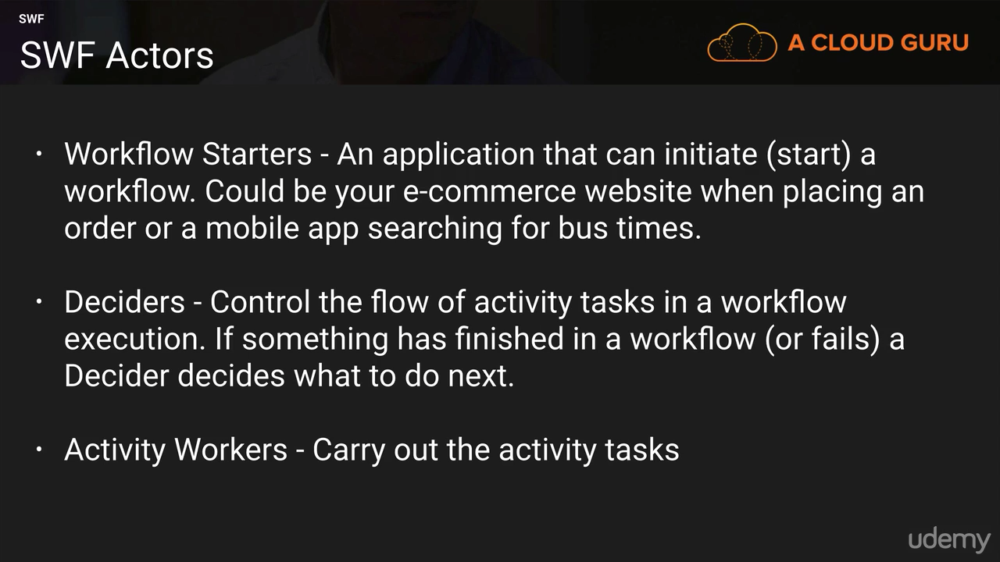 SWF
SWF Actors
A CLOUD GURU
• Workflow Starters - An application that can initiate (start) a
workflow. Could be your e-commerce website when placing an
order or a mobile app searching for bus times.
• Deciders - Control the flow of activity tasks in a workflow
execution. If something has finished in a workflow (or fails) a
Decider decides what to do next.
• Activity Workers - Carry out the activity tasks
udemy